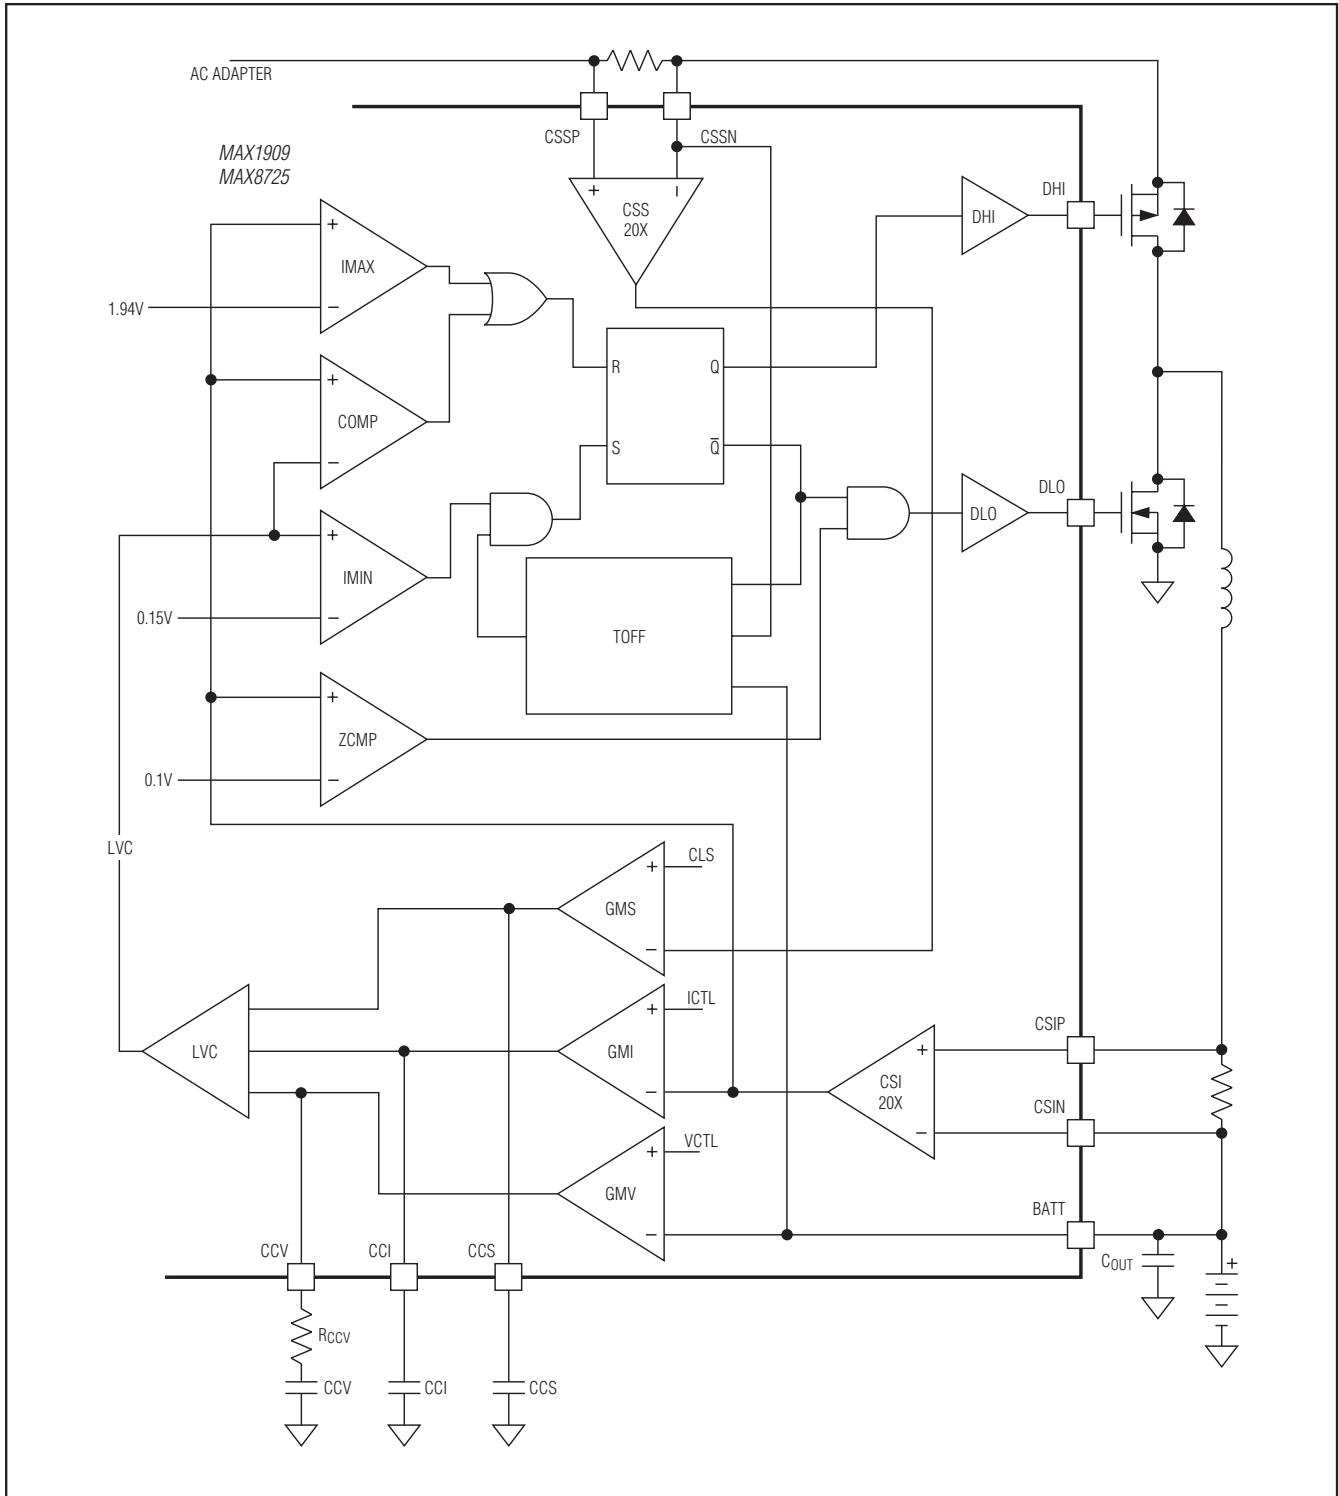 AC ADAPTER
CSSP
CSSN
MAX1909
MAX8725
+
−
CSS
20X
DHI
DHI
+
IMAX
−
1.94V
+
COMP
−
R
Q
S
Q̅
DLO
DLO
+
IMIN
−
0.15V
TOFF
+
ZCMP
−
0.1V
LVC
+
CLS
GMS
−
+
ICTL
GMI
−
LVC
+
CSI
20X
−
CSIP
CSIN
+
VCTL
GMV
−
BATT
CCV
CCI
CCS
COUT
+
RCCV
CCV
CCI
CCS